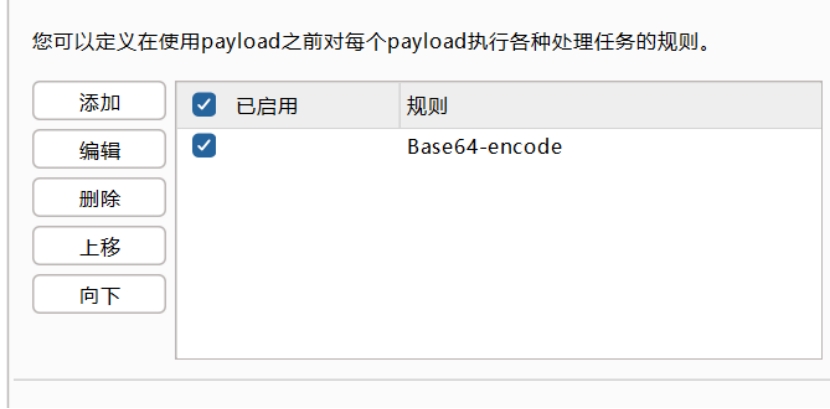 您可以定义在使用payload之前对每个payload执行各种处理任务的规则。
添加
已启用 规则
编辑
Base64-encode
删除
上移
向下